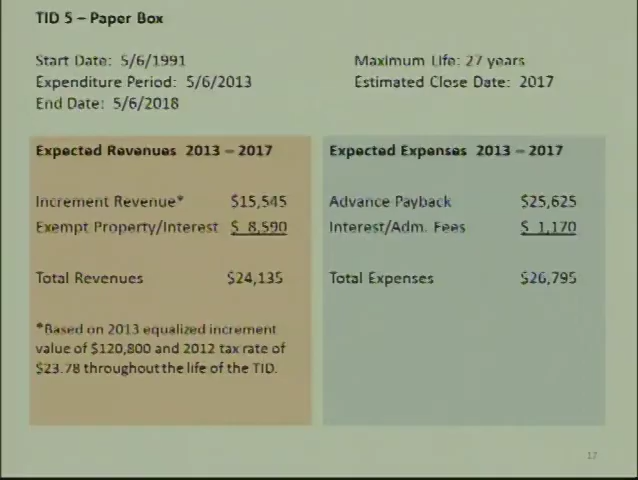 TID 5 – Paper Box
Start Date: 5/6/1991
Maximum Life: 27 years
Expenditure Period: 5/6/2013
Estimated Close Date: 2017
End Date: 5/6/2018
Expected Revenues 2013 – 2017
Increment Revenue* $15,545
Exempt Property/Interest $ 8,590
Total Revenues $24,135
*Based on 2013 equalized increment
value of $120,800 and 2012 tax rate of
$23.78 throughout the life of the TID.
Expected Expenses 2013 – 2017
Advance Payback $25,625
Interest/Adm. Fees $ 1,170
Total Expenses $26,795
17